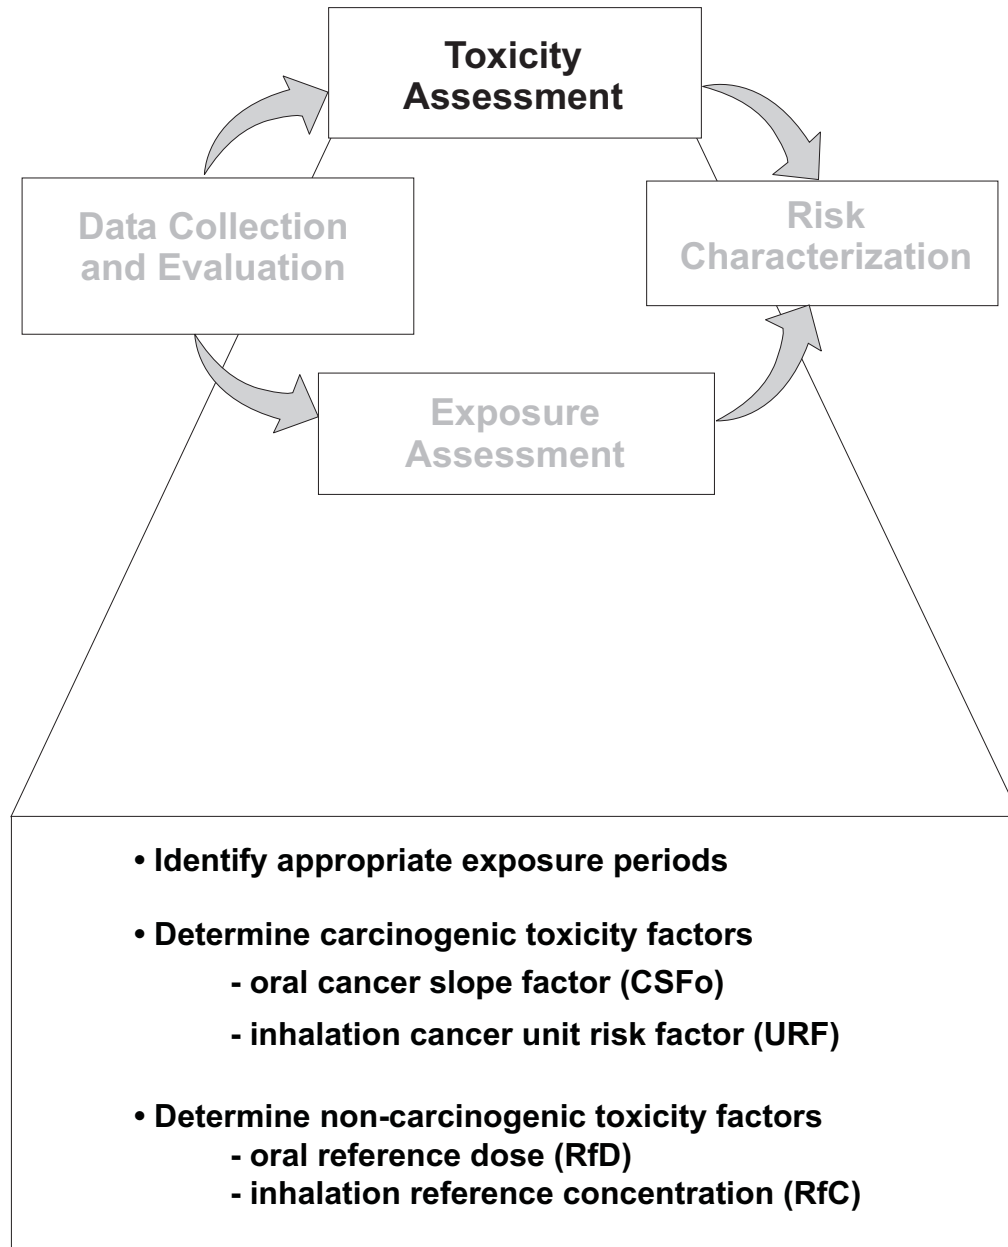 Toxicity
Assessment
Data Collection
and Evaluation
Risk
Characterization
Exposure
Assessment
• Identify appropriate exposure periods
• Determine carcinogenic toxicity factors
- oral cancer slope factor (CSFo)
- inhalation cancer unit risk factor (URF)
• Determine non-carcinogenic toxicity factors
- oral reference dose (RfD)
- inhalation reference concentration (RfC)